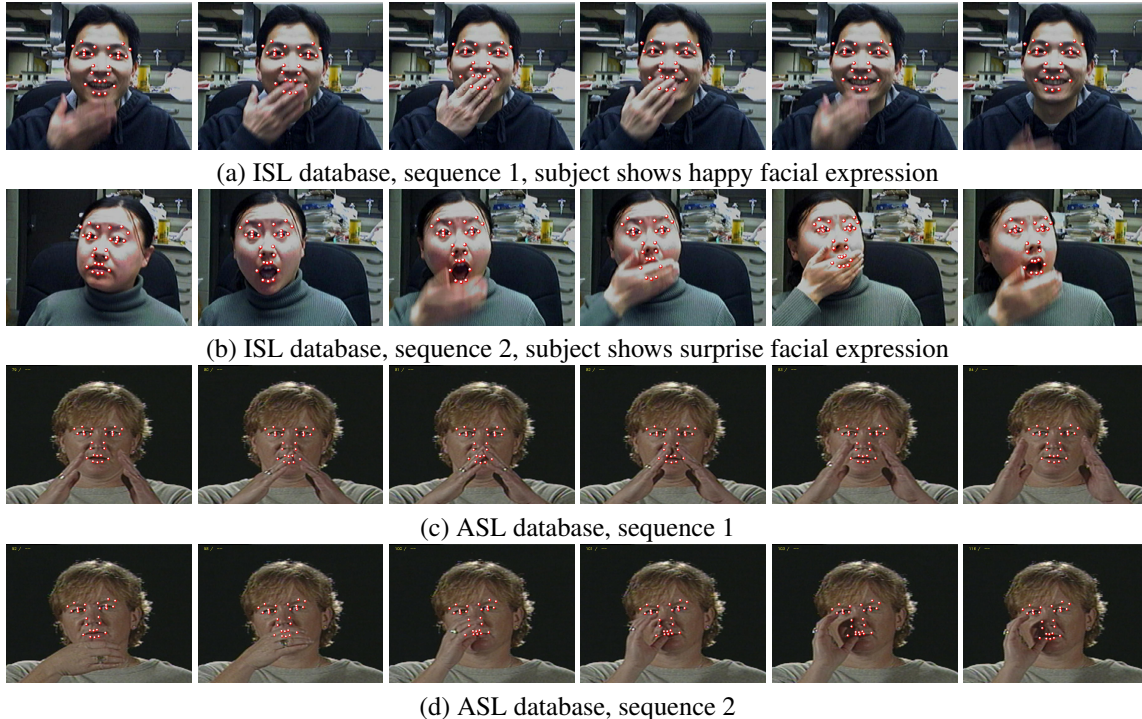 (a) ISL database, sequence 1, subject shows happy facial expression
(b) ISL database, sequence 2, subject shows surprise facial expression
(c) ASL database, sequence 1
(d) ASL database, sequence 2